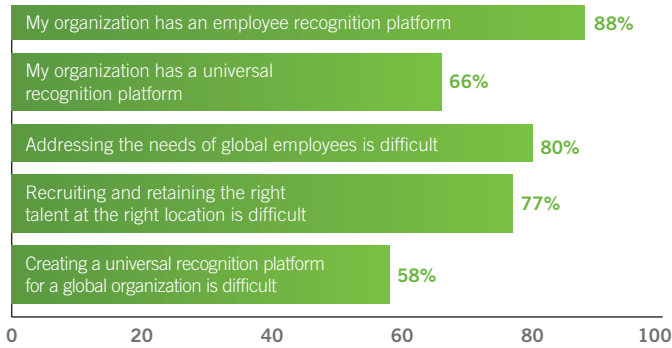 My organization has an employee recognition platform 88%
My organization has a universal
recognition platform 66%
Addressing the needs of global employees is difficult 80%
Recruiting and retaining the right
talent at the right location is difficult 77%
Creating a universal recognition platform
for a global organization is difficult 58%
0 20 40 60 80 100